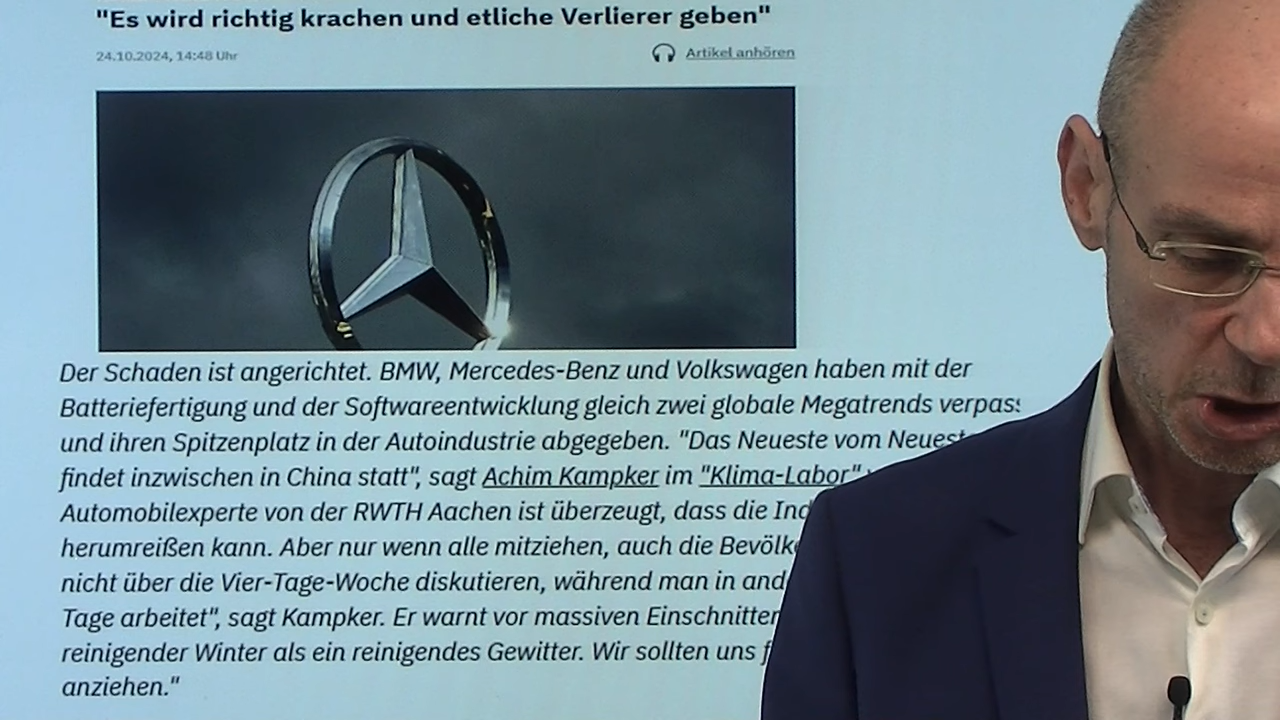 "Es wird richtig krachen und etliche Verlierer geben"
24.10.2024, 14:48 Uhr
Artikel anhören
Der Schaden ist angerichtet. BMW, Mercedes-Benz und Volkswagen haben mit der
Batteriefertigung und der Softwareentwicklung gleich zwei globale Megatrends
und ihren Spitzenplatz in der Autoindustrie abgegeben. "Das Neueste vom
findet inzwischen in China statt", sagt Achim Kampker im "Klima-Labor"
Automobilexperte von der RWTH Aachen ist überzeugt, dass die
herumreißen kann. Aber nur wenn alle mitziehen, auch die
nicht über die Vier-Tage-Woche diskutieren, während man in
Tage arbeitet", sagt Kampker. Er warnt vor massiven
reinigender Winter als ein reinigendes Gewitter. Wir sollten uns
anziehen."